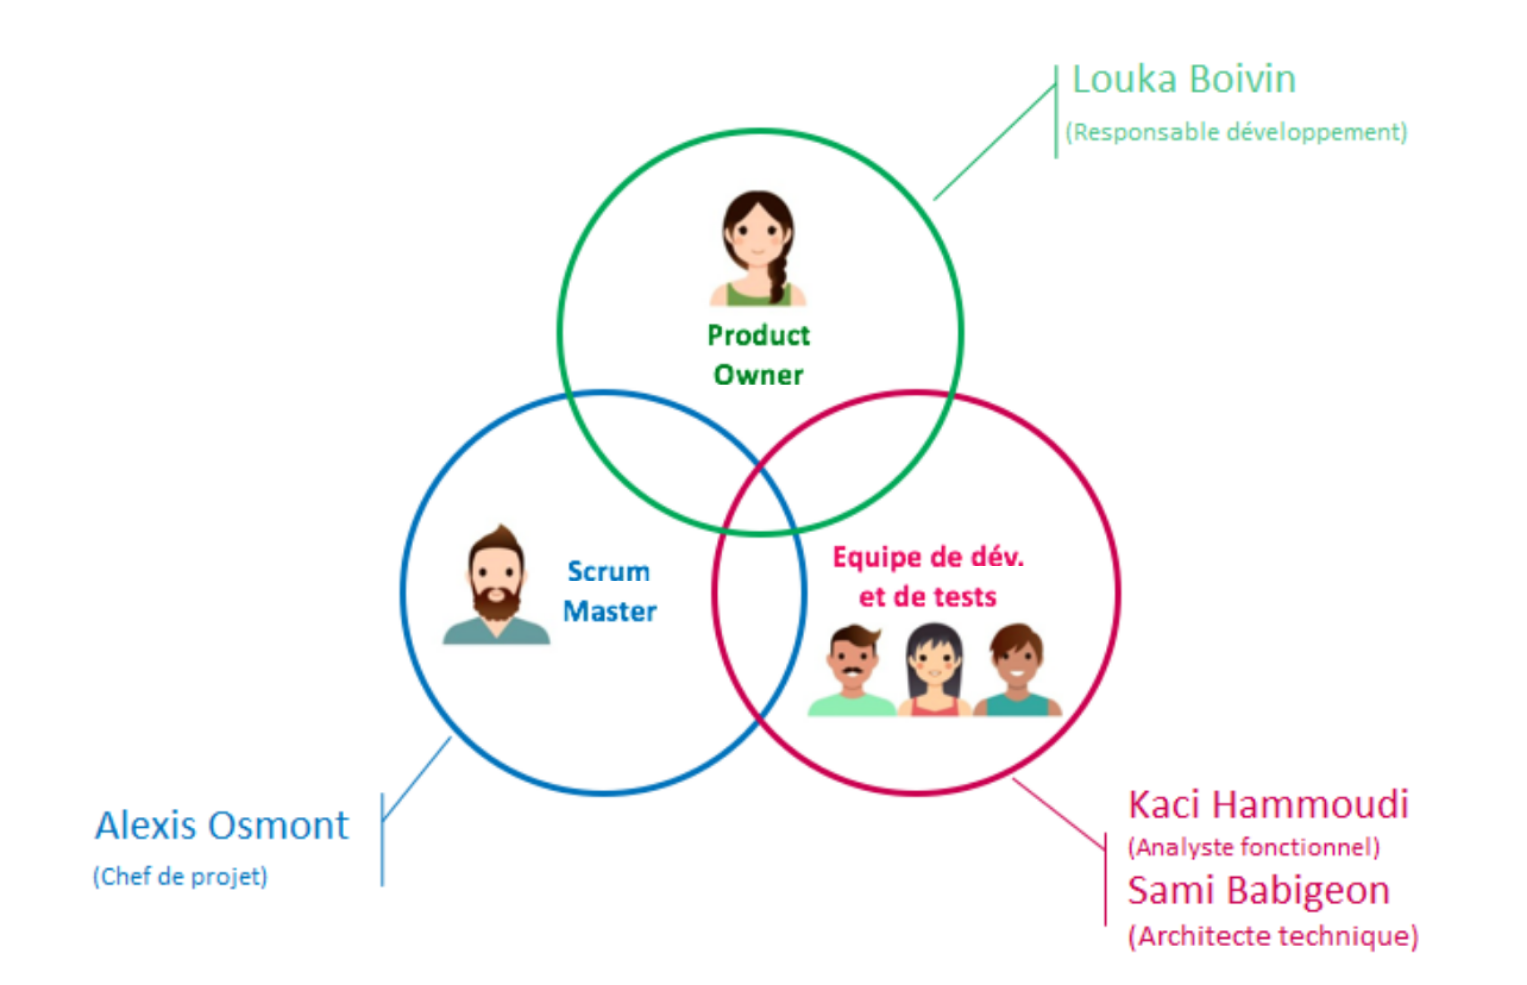 Louka Boivin
(Responsable développement)
Product
Owner
Scrum
Master
Equipe de dév.
et de tests
Alexis Osmont
(Chef de projet)
Kaci Hammoudi
(Analyste fonctionnel)
Sami Babigeon
(Architecte technique)